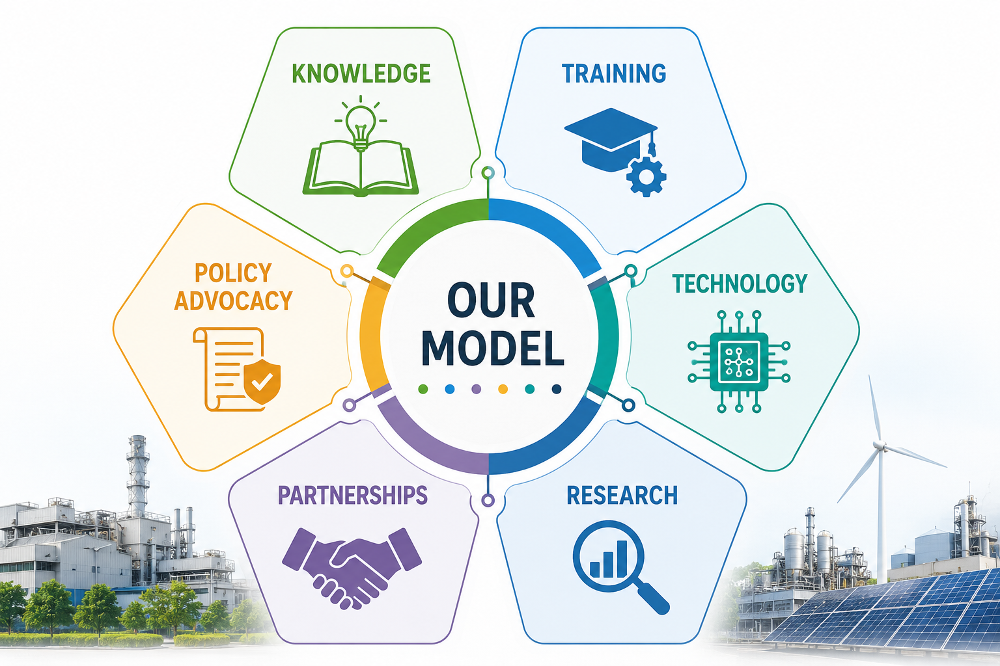 KNOWLEDGE
TRAINING
POLICY
ADVOCACY
OUR
MODEL
TECHNOLOGY
PARTNERSHIPS
RESEARCH